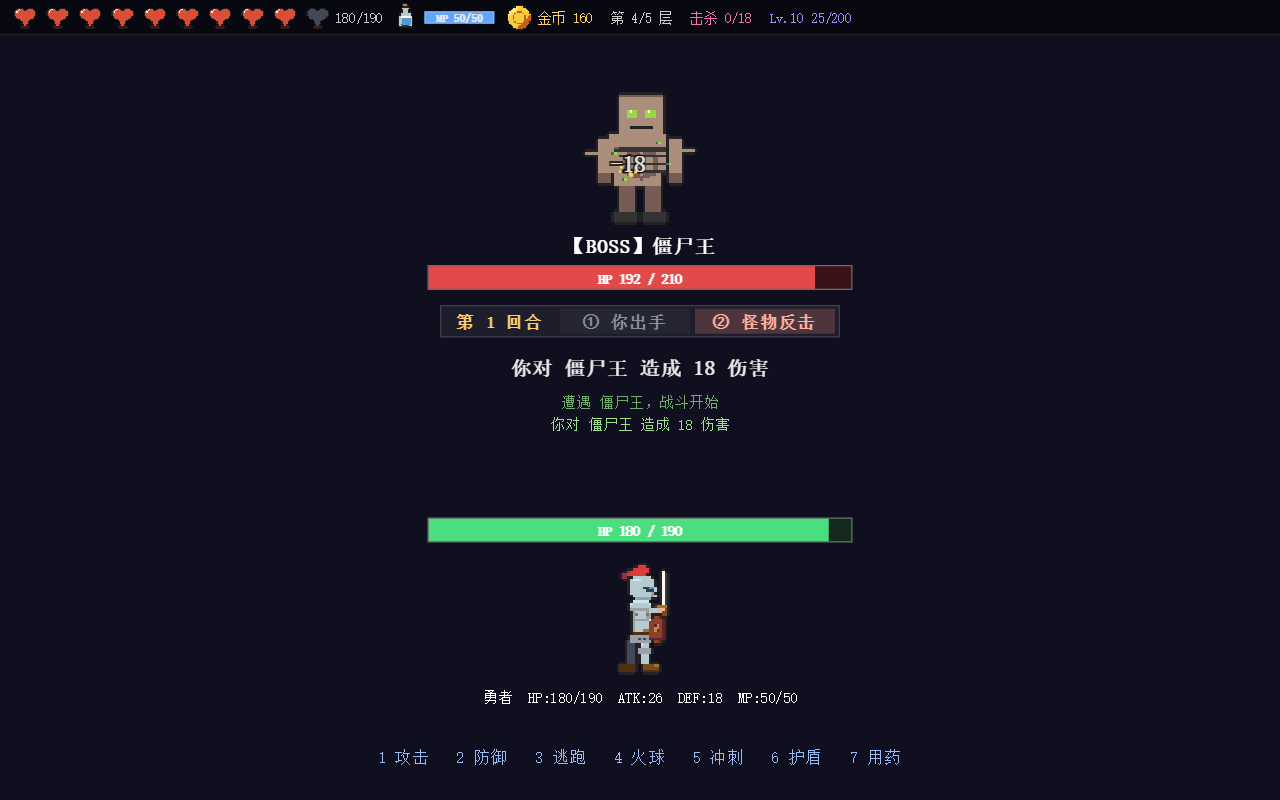 180/190 MP 50/50 金币 160 第 4/5 层 击杀 0/18 Lv.10 25/200
-18
【BOSS】僵尸王
HP 192 / 210
第 1 回合 ① 你出手 ② 怪物反击
你对 僵尸王 造成 18 伤害
遭遇 僵尸王, 战斗开始
你对 僵尸王 造成 18 伤害
HP 180 / 190
勇者 HP:180/190 ATK:26 DEF:18 MP:50/50
1 攻击 2 防御 3 逃跑 4 火球 5 冲刺 6 护盾 7 用药